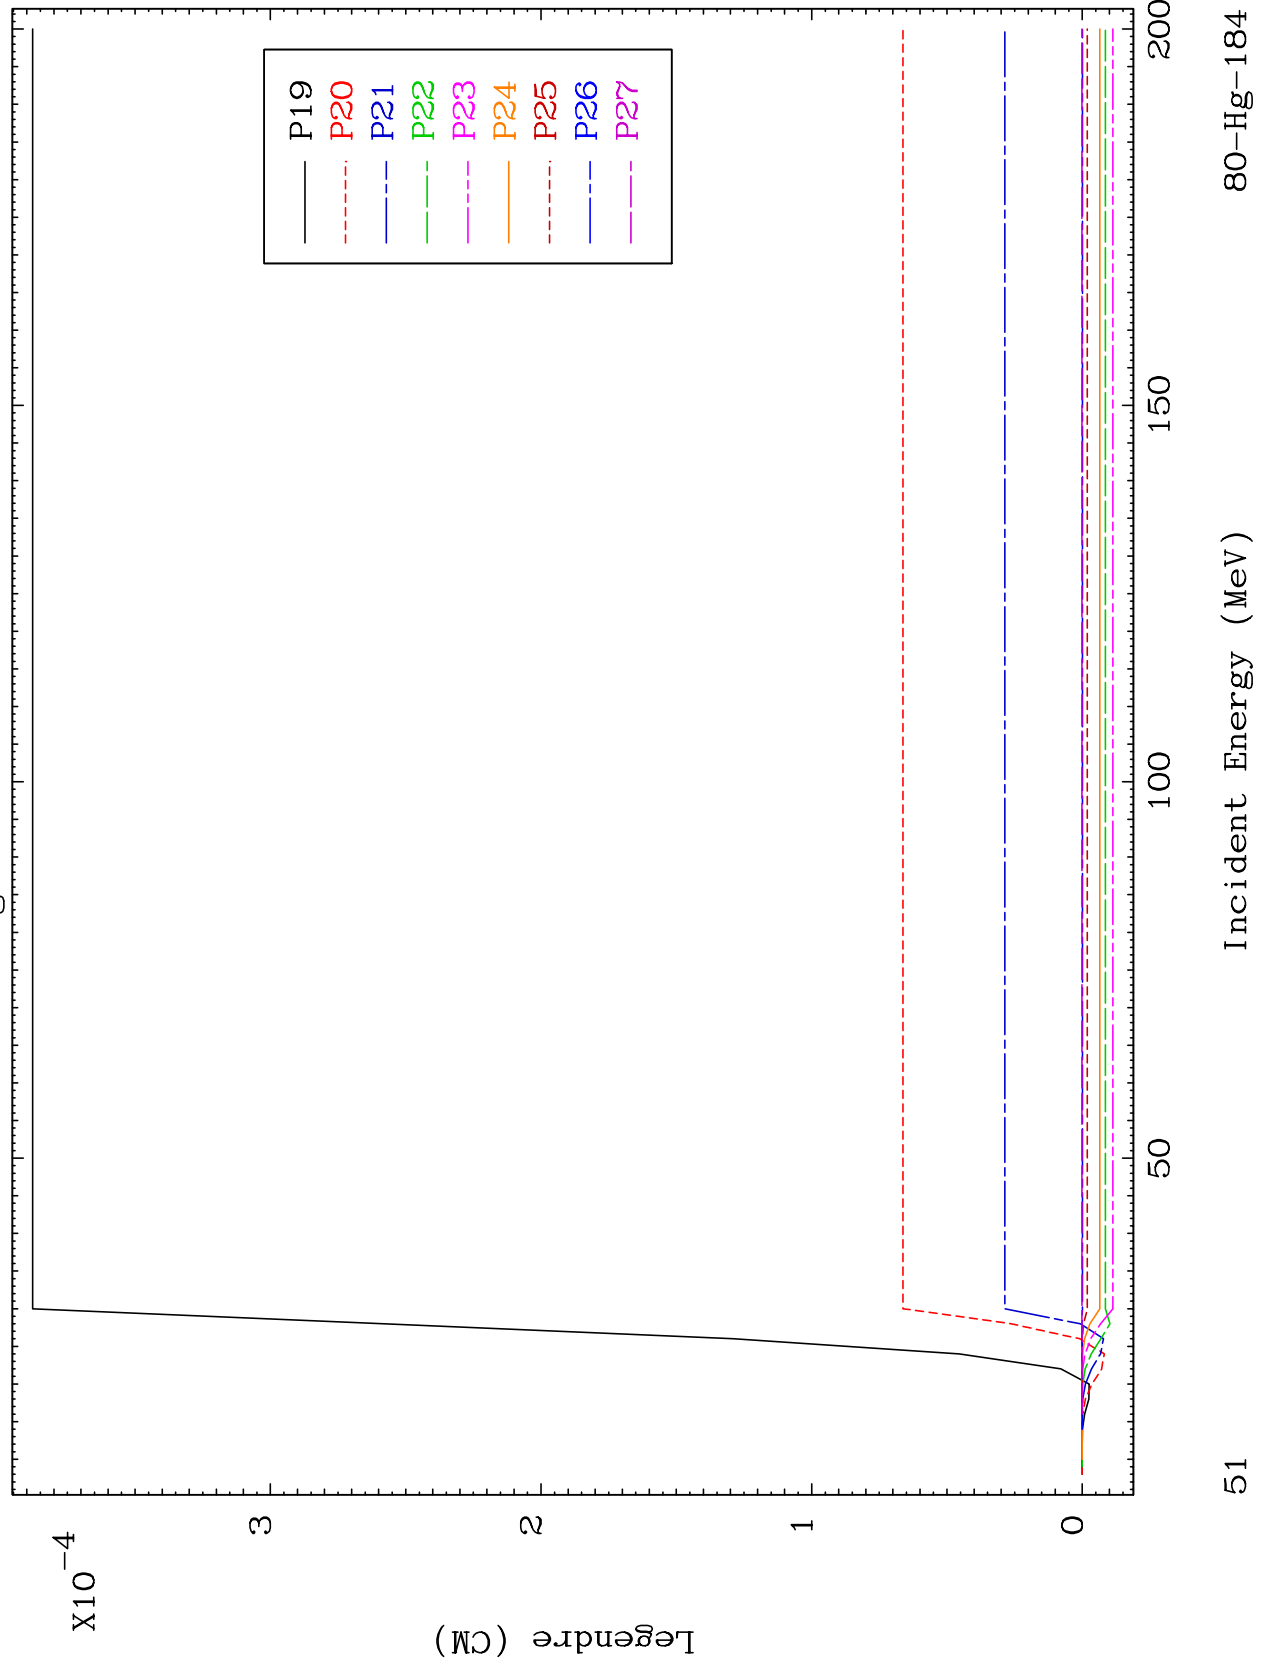 X10-4
Legendre (CM)
3
2
1
0
P19
P20
P21
P22
P23
P24
P25
P26
P27
50
100
150
200
Incident Energy (MeV)
51
80-Hg-184